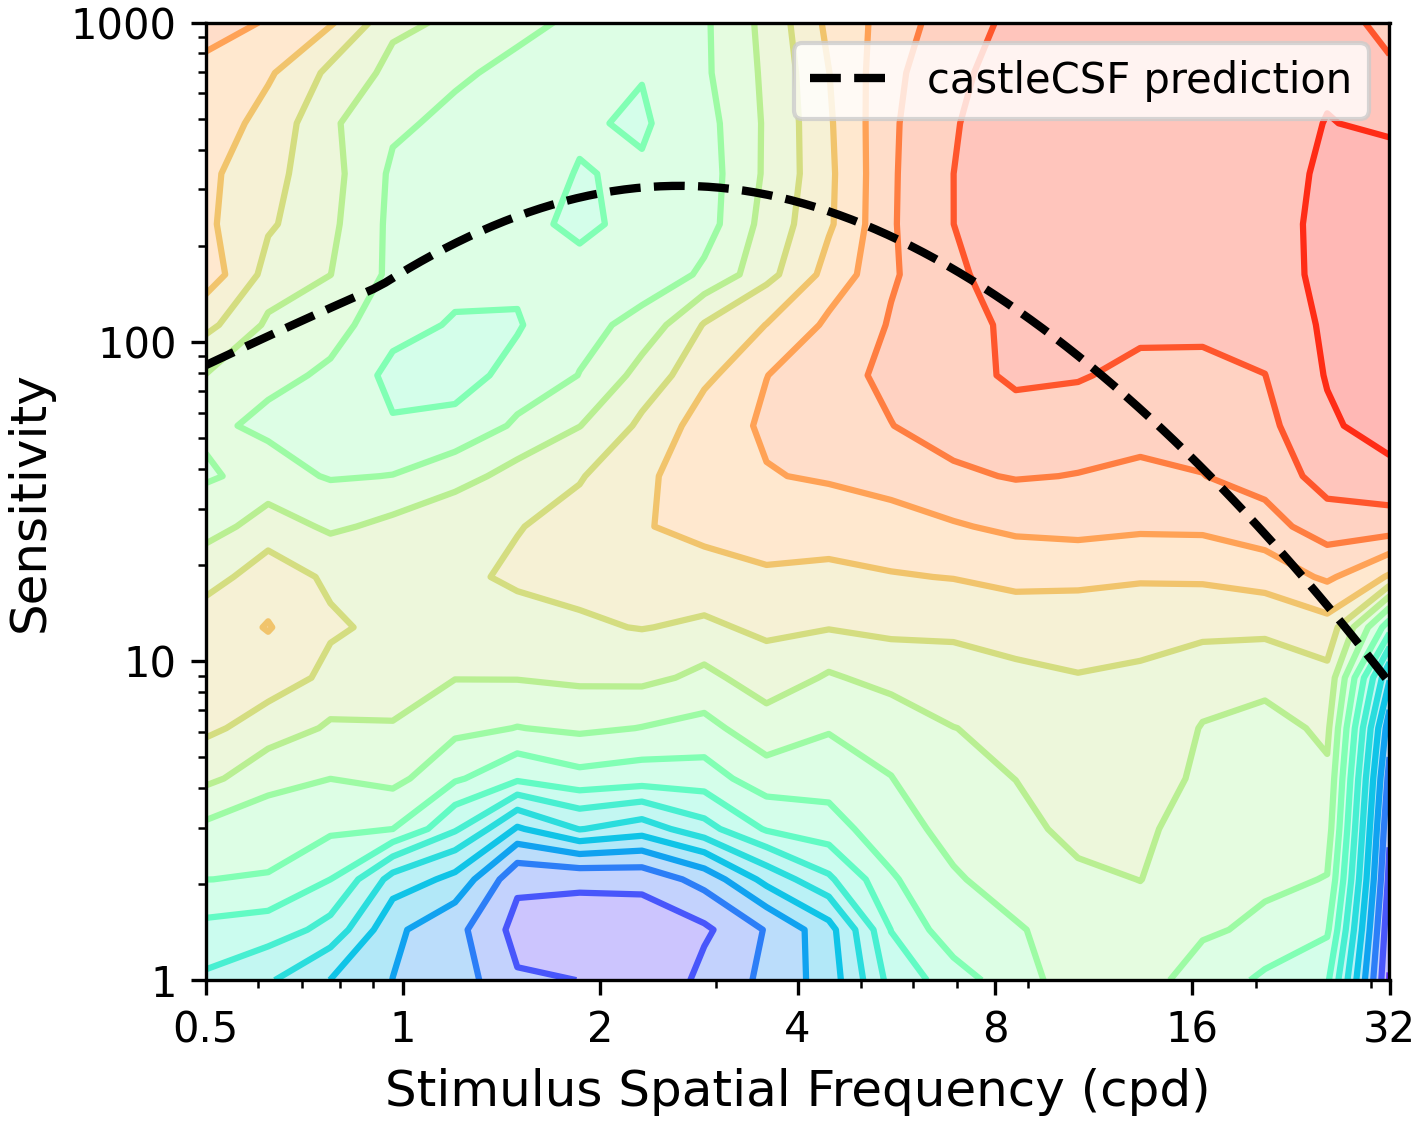 1000
castleCSF prediction
100
Sensitivity
10
1
0.5 1 2 4 8 16 32
Stimulus Spatial Frequency (cpd)